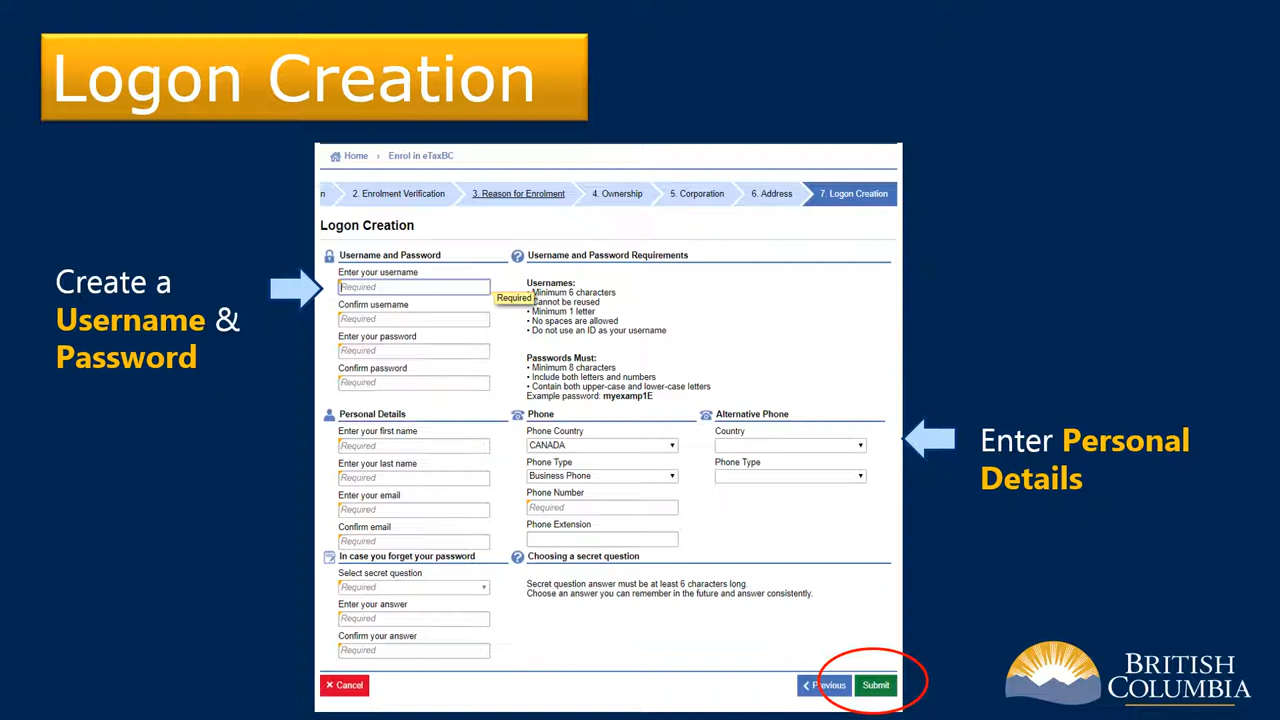 Logon Creation
Home › Enrol in eTaxBC
n
2. Enrolment Verification
3. Reason for Enrolment
4. Ownership
5. Corporation
6. Address
7. Logon Creation
Logon Creation
Create a
Username &
Password
Username and Password
Enter your username
Required
Required
Confirm username
Required
Enter your password
Required
Confirm password
Required
Username and Password Requirements
Usernames:
• Minimum 6 characters
Cannot be reused
• Minimum 1 letter
• No spaces are allowed
• Do not use an ID as your username
Passwords Must:
• Minimum 8 characters
• Include both letters and numbers
• Contain both upper-case and lower-case letters
Example password: myexamp1E
Personal Details
Enter your first name
Required
Enter your last name
Required
Enter your email
Required
Confirm email
Required
Phone
Phone Country
CANADA
Phone Type
Business Phone
Phone Number
Required
Phone Extension
Alternative Phone
Country
Phone Type
Enter Personal
Details
In case you forget your password
Select secret question
Required
Enter your answer
Required
Confirm your answer
Required
Choosing a secret question
Secret question answer must be at least 6 characters long.
Choose an answer you can remember in the future and answer consistently.
Cancel
Previous
Submit
BRITISH
COLUMBIA